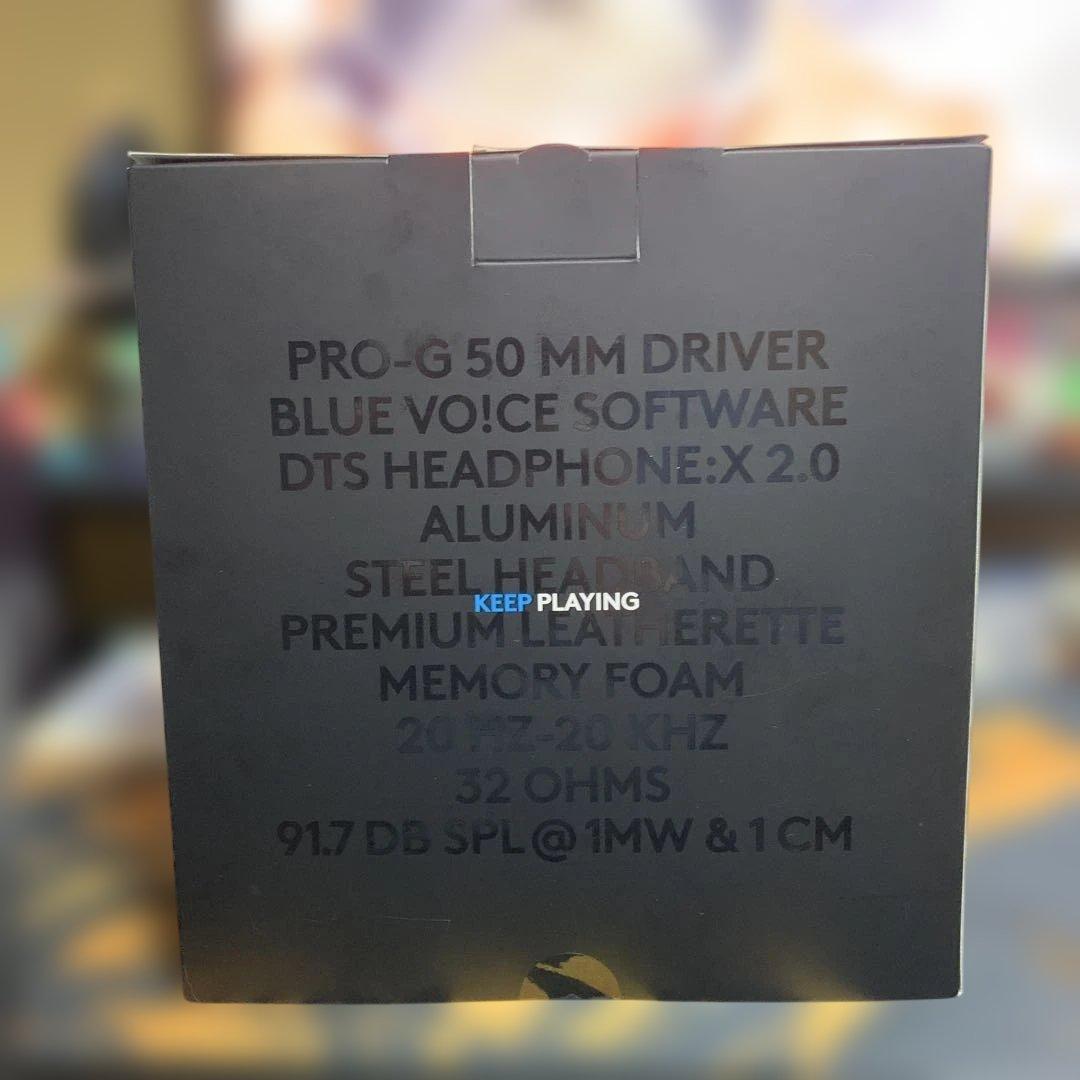 PRO-G 50 MM DRIVER
BLUE VO!CE SOFTWARE
DTS HEADPHONE:X 2.0
ALUMINUM
STEEL HEADBAND
KEEP PLAYING
PREMIUM LEATHERETTE
MEMORY FOAM
20 HZ-20 KHZ
32 OHMS
91.7 DB SPL @ 1MW & 1 CM